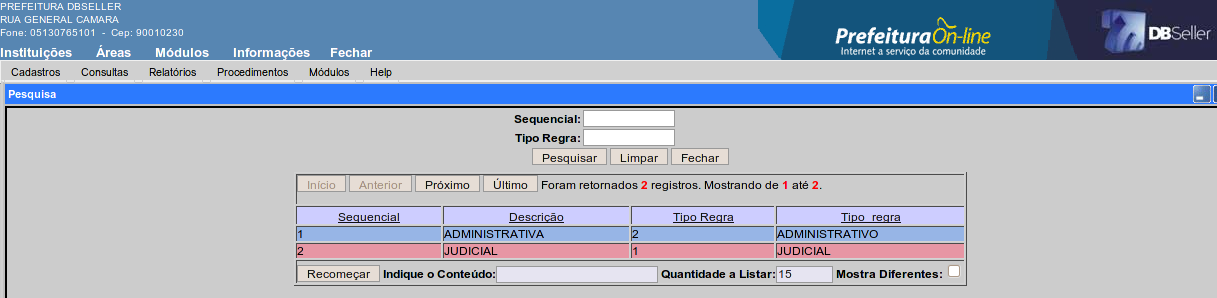 PREFEITURA DBSELLER
RUA GENERAL CAMARA
Fone: 05130765101 - Cep: 90010230
Prefeitura On-line
Internet a serviço da comunidade
DBSeller
Instituições Áreas Módulos Informações Fechar
Cadastros Consultas Relatórios Procedimentos Módulos Help
Pesquisa
Sequencial:
Tipo Regra:
Pesquisar Limpar Fechar
Início Anterior Próximo Último Foram retornados 2 registros. Mostrando de 1 até 2.
Sequencial Descrição Tipo Regra Tipo_regra
1 ADMINISTRATIVA 2 ADMINISTRATIVO
2 JUDICIAL 1 JUDICIAL
Recomeçar Indique o Conteúdo: Quantidade a Listar: 15 Mostra Diferentes: